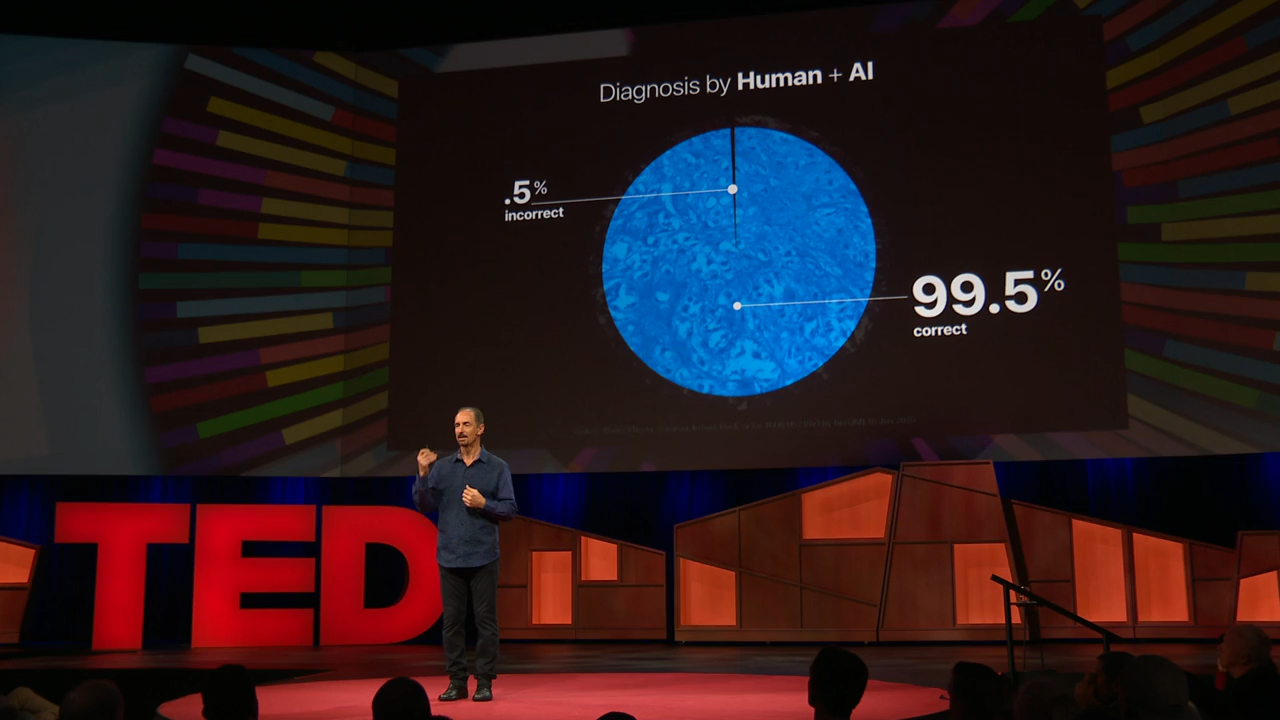 Diagnosis by Human + AI
.5%
incorrect
99.5%
correct
TED